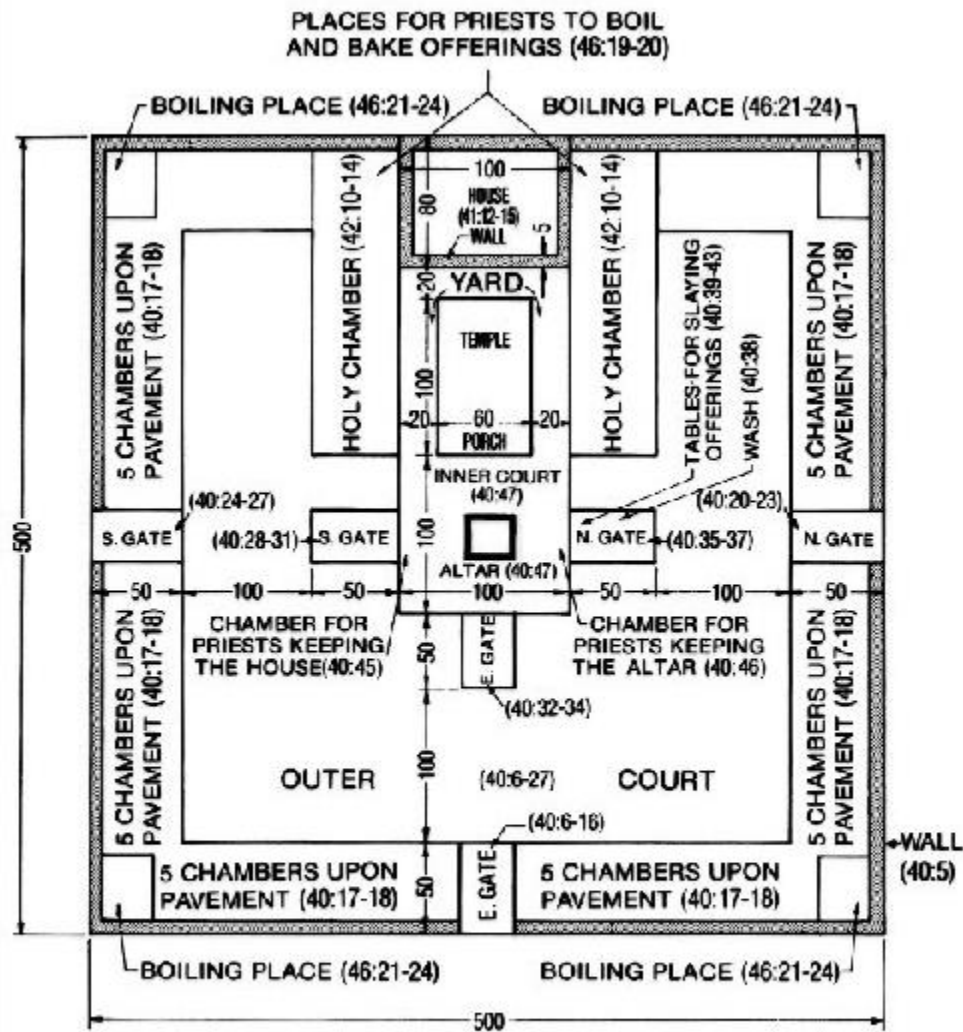 PLACES FOR PRIESTS TO BOIL
AND BAKE OFFERINGS (46:19-20)
BOILING PLACE (46:21-24)
BOILING PLACE (46:21-24)
100
HOUSE
(41:12-15)
WALL
80
5
20
YARD
HOLY CHAMBER (42:10-14)
HOLY CHAMBER (42:10-14)
5 CHAMBERS UPON
PAVEMENT (40:17-18)
5 CHAMBERS UPON
PAVEMENT (40:17-18)
TABLES FOR SLAYING
OFFERINGS (40:39-43)
WASH (40:38)
TEMPLE
100
20
60
20
PORCH
INNER COURT
(40:47)
(40:24-27)
(40:20-23)
S. GATE
(40:28-31)
S. GATE
N. GATE
(40:35-37)
N. GATE
100
ALTAR (40:47)
500
50
100
50
100
50
100
50
CHAMBER FOR
PRIESTS KEEPING
THE HOUSE(40:45)
CHAMBER FOR
PRIESTS KEEPING
THE ALTAR (40:46)
50
E. GATE
(40:32-34)
5 CHAMBERS UPON
PAVEMENT (40:17-18)
5 CHAMBERS UPON
PAVEMENT (40:17-18)
100
OUTER
(40:6-27)
COURT
(40:6-16)
WALL
(40:5)
5 CHAMBERS UPON
PAVEMENT (40:17-18)
50
E. GATE
5 CHAMBERS UPON
PAVEMENT (40:17-18)
BOILING PLACE (46:21-24)
BOILING PLACE (46:21-24)
500